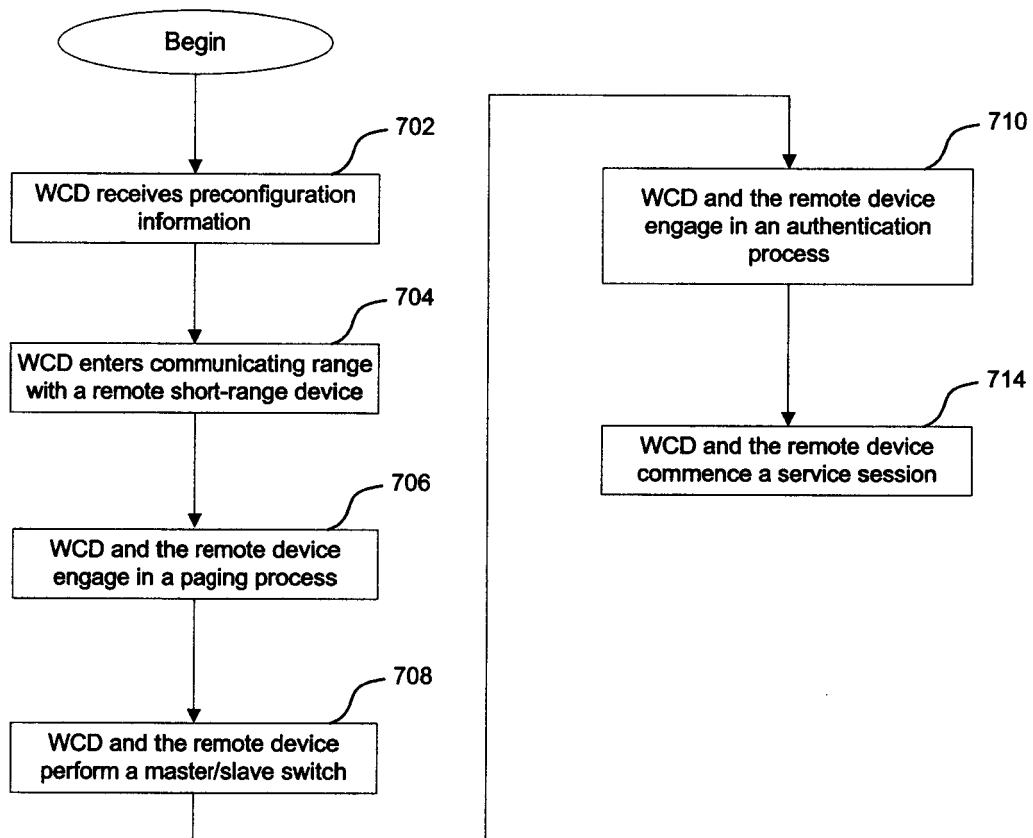 Begin
702
WCD receives preconfiguration
information
704
WCD enters communicating range
with a remote short-range device
706
WCD and the remote device
engage in a paging process
708
WCD and the remote device
perform a master/slave switch
710
WCD and the remote device
engage in an authentication
process
714
WCD and the remote device
commence a service session